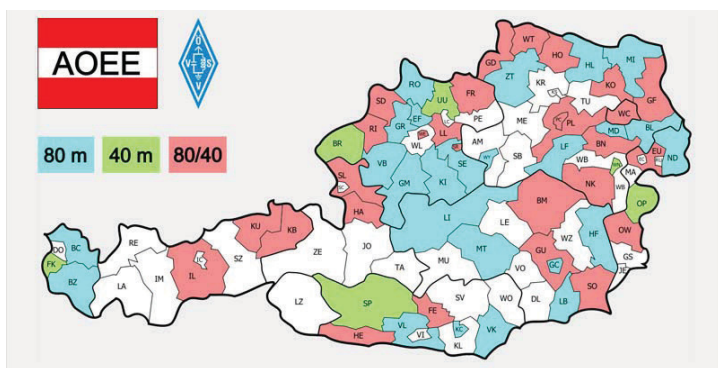 AOEE
Ö
V S
V
80 m 40 m 80/40
WT
HO
GD
HL
MI
ZT
RO
KR
KO
UU
FR
SD
TU
GF
EF
PE
WC
RI
GR
ME
PL
MD
BL
LL
BR
WL
AM
BN
LF
EU
VB
SE
WY
ND
SB
WB
MA
SL
GM
KI
NK
WB
OP
HA
BM
LI
LE
KU
KB
OW
BC
RE
JO
WZ
HF
DO
ZE
SZ
MT
GU
GS
FK
IC
TA
MU
VO
GC
JE
BZ
LA
IM
IL
LZ
SP
SV
WO
DL
LB
SO
FE
HE
VL
VI
KC
VK
KL